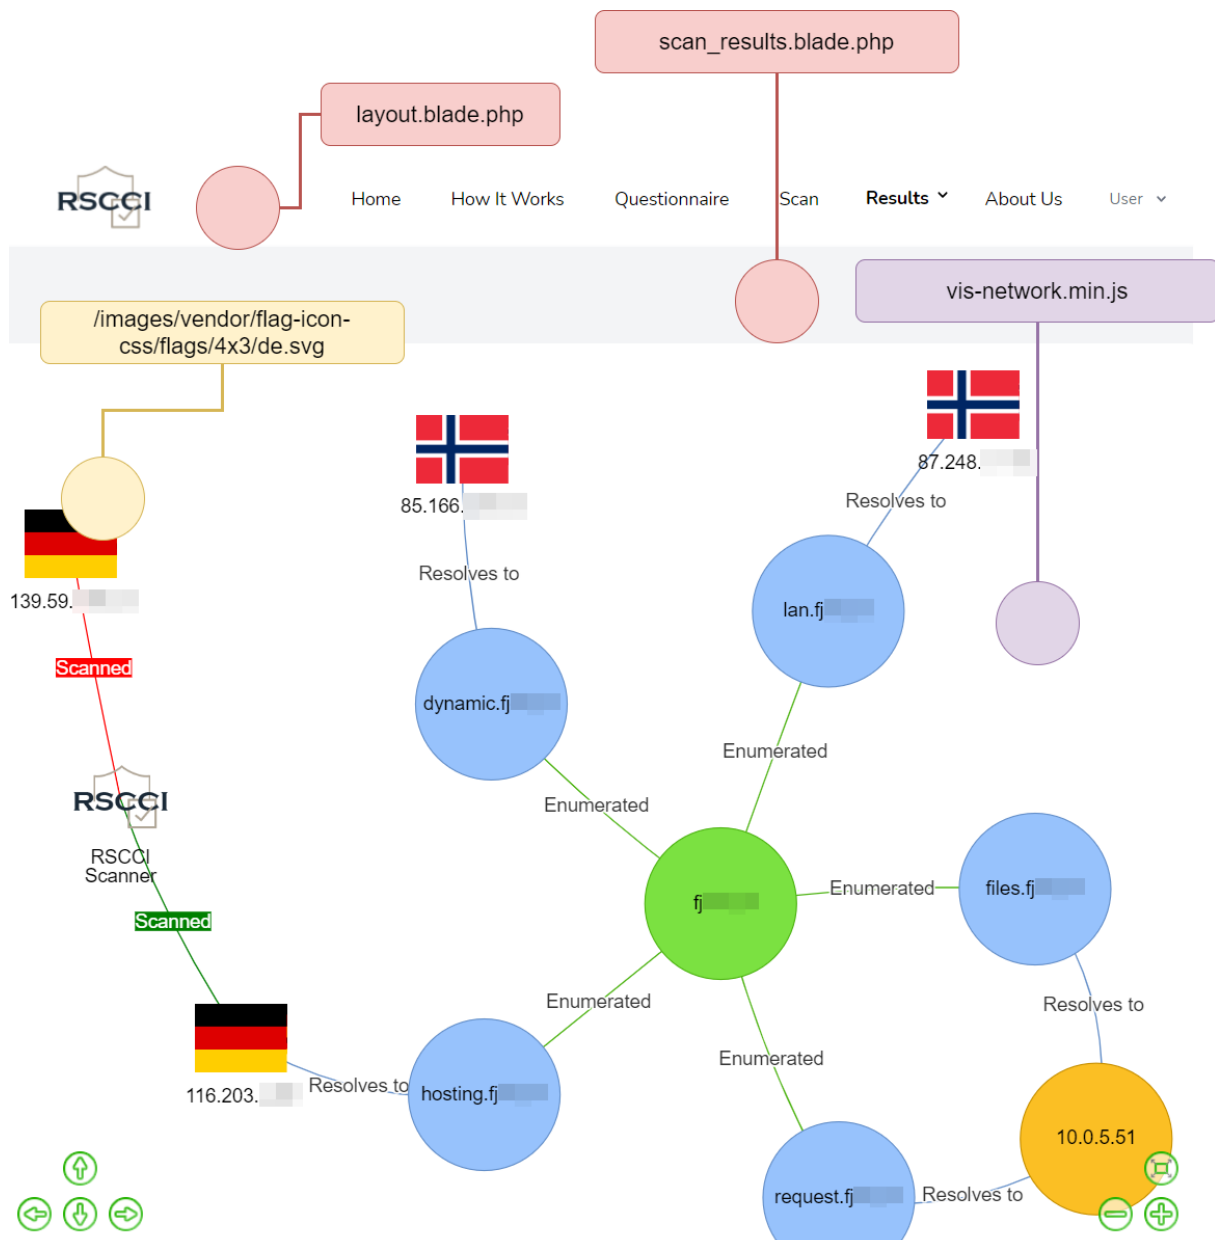 scan_results.blade.php
layout.blade.php
RSCCI
Home
How It Works
Questionnaire
Scan
Results
About Us
User
vis-network.min.js
/images/vendor/flag-icon-
css/flags/4x3/de.svg
87.248.
85.166.
Resolves to
Resolves to
139.59.
lan.fj
Scanned
dynamic.fj
Enumerated
RSCCI
Enumerated
RSCCI
Scanner
files.fj
Enumerated
fj
Scanned
Enumerated
Resolves to
Enumerated
116.203.
Resolves to
hosting.fj
10.0.5.51
request.fj
Resolves to